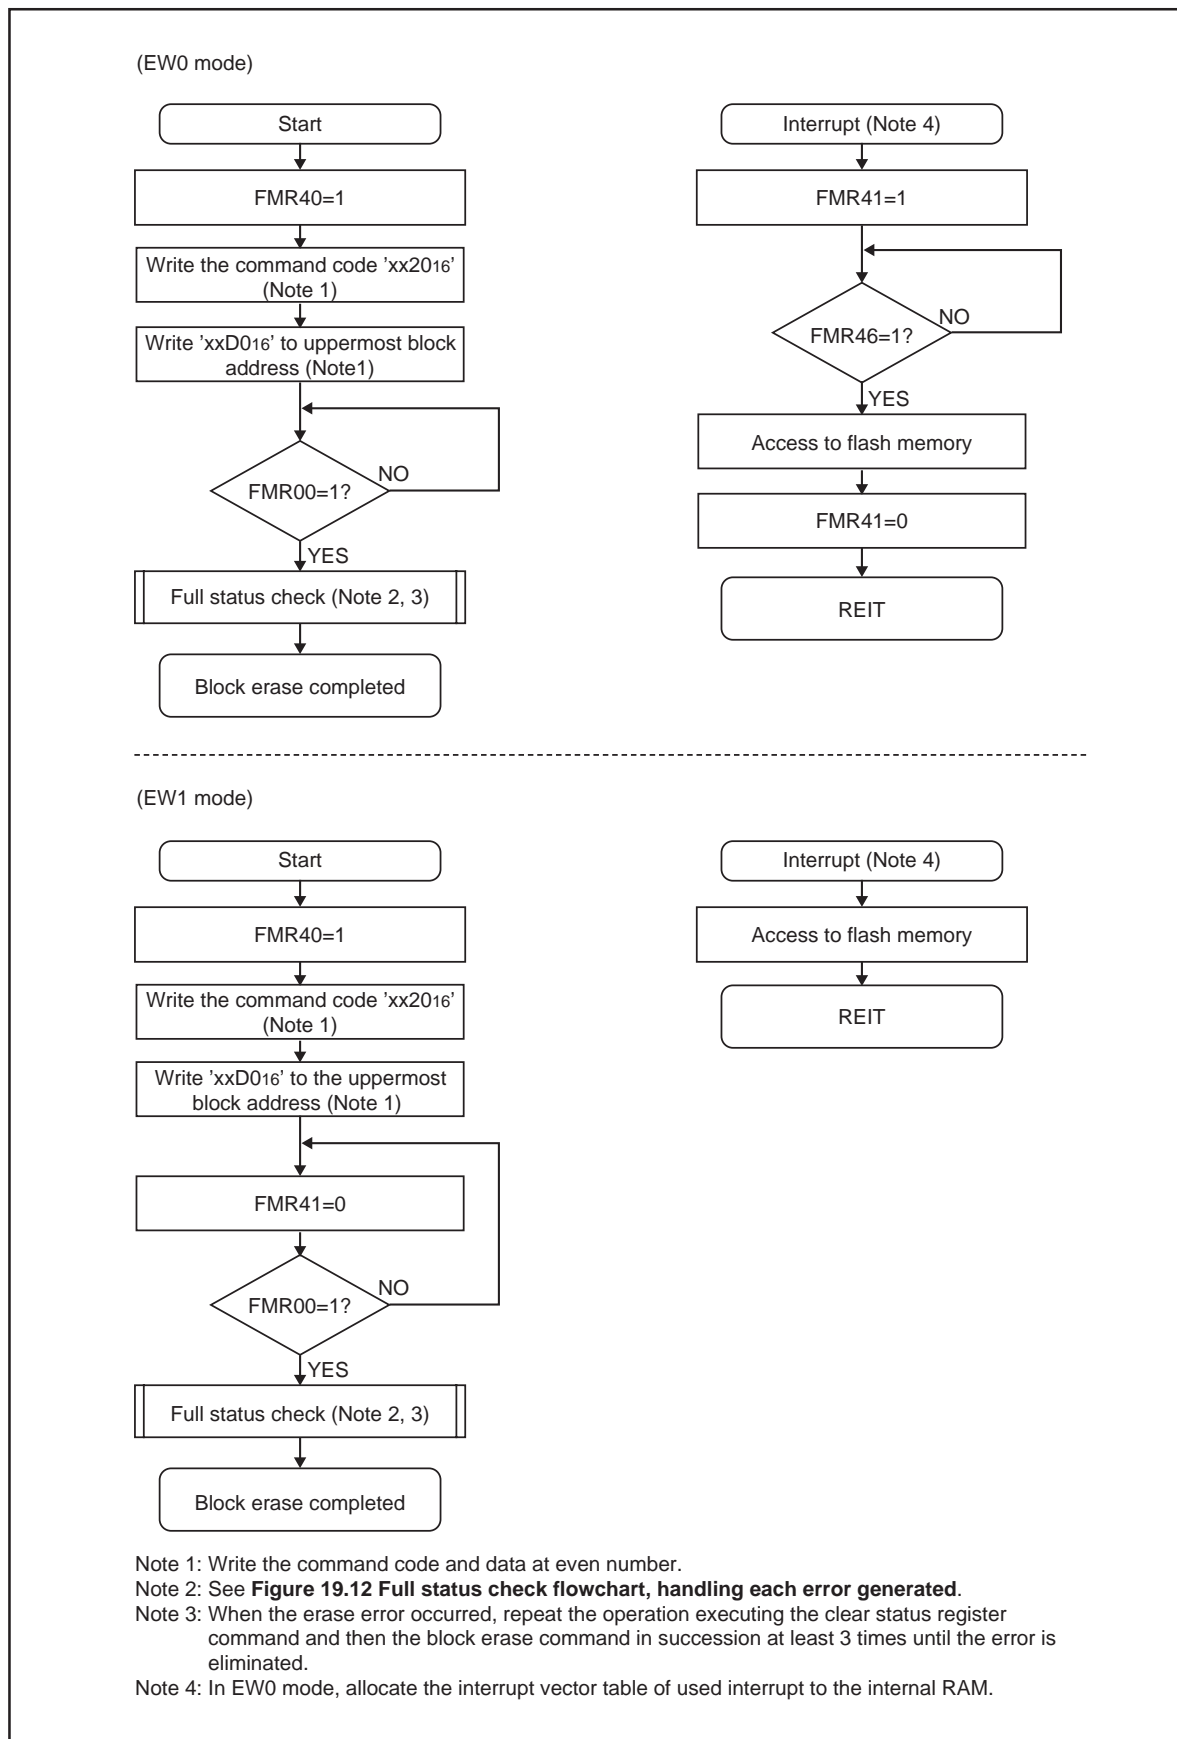 (EW0 mode)
Start
FMR40=1
Write the command code ’xx2016’
(Note 1)
Write ’xxD016’ to uppermost block
address (Note1)
FMR00=1?
NO
YES
Full status check (Note 2, 3)
Block erase completed
Interrupt (Note 4)
FMR41=1
FMR46=1?
NO
YES
Access to flash memory
FMR41=0
REIT
(EW1 mode)
Start
FMR40=1
Write the command code ’xx2016’
(Note 1)
Write ’xxD016’ to the uppermost
block address (Note 1)
FMR41=0
FMR00=1?
NO
YES
Full status check (Note 2, 3)
Block erase completed
Interrupt (Note 4)
Access to flash memory
REIT
Note 1: Write the command code and data at even number.
Note 2: See Figure 19.12 Full status check flowchart, handling each error generated.
Note 3: When the erase error occurred, repeat the operation executing the clear status register
command and then the block erase command in succession at least 3 times until the error is
eliminated.
Note 4: In EW0 mode, allocate the interrupt vector table of used interrupt to the internal RAM.